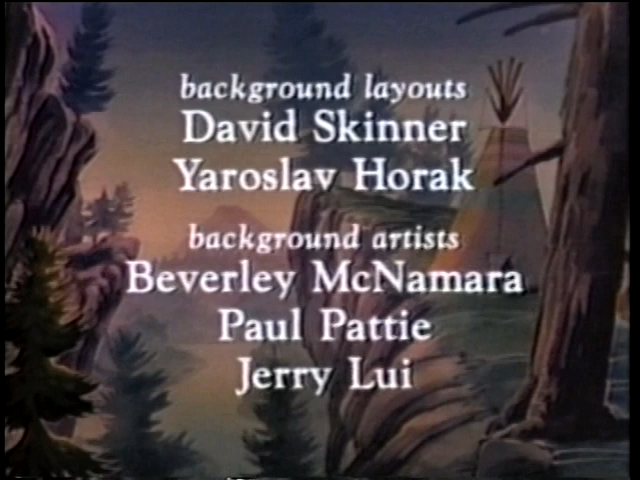 background layouts
David Skinner
Yaroslav Horak
background artists
Beverley McNamara
Paul Pattie
Jerry Lui